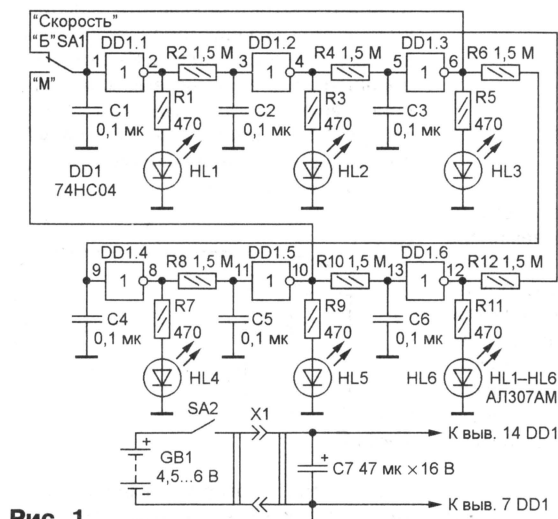 "Скорость"
"Б" SA1 DD1.1 DD1.2 DD1.3
1 1 2 R2 1,5 М 3 1 4 R4 1,5 М 5 1 6 R6 1,5 М
"М"
C1 R1 C2 R3 C3 R5
0,1 мк 470 0,1 мк 470 0,1 мк 470
DD1 HL1 HL2 HL3
74HC04
DD1.4 DD1.5 DD1.6
9 1 8 R8 1,5 М 11 1 10 R10 1,5 М 13 1 12 R12 1,5 М
R7 R9 R11
C4 470 C5 470 C6 470
0,1 мк 0,1 мк 0,1 мк
HL4 HL5 HL6 HL1–HL6
АЛ307АМ
SA2 X1
К выв. 14 DD1
+ +
GB1 C7 47 мк × 16 В
4,5...6 В
–
К выв. 7 DD1
Рис. 1